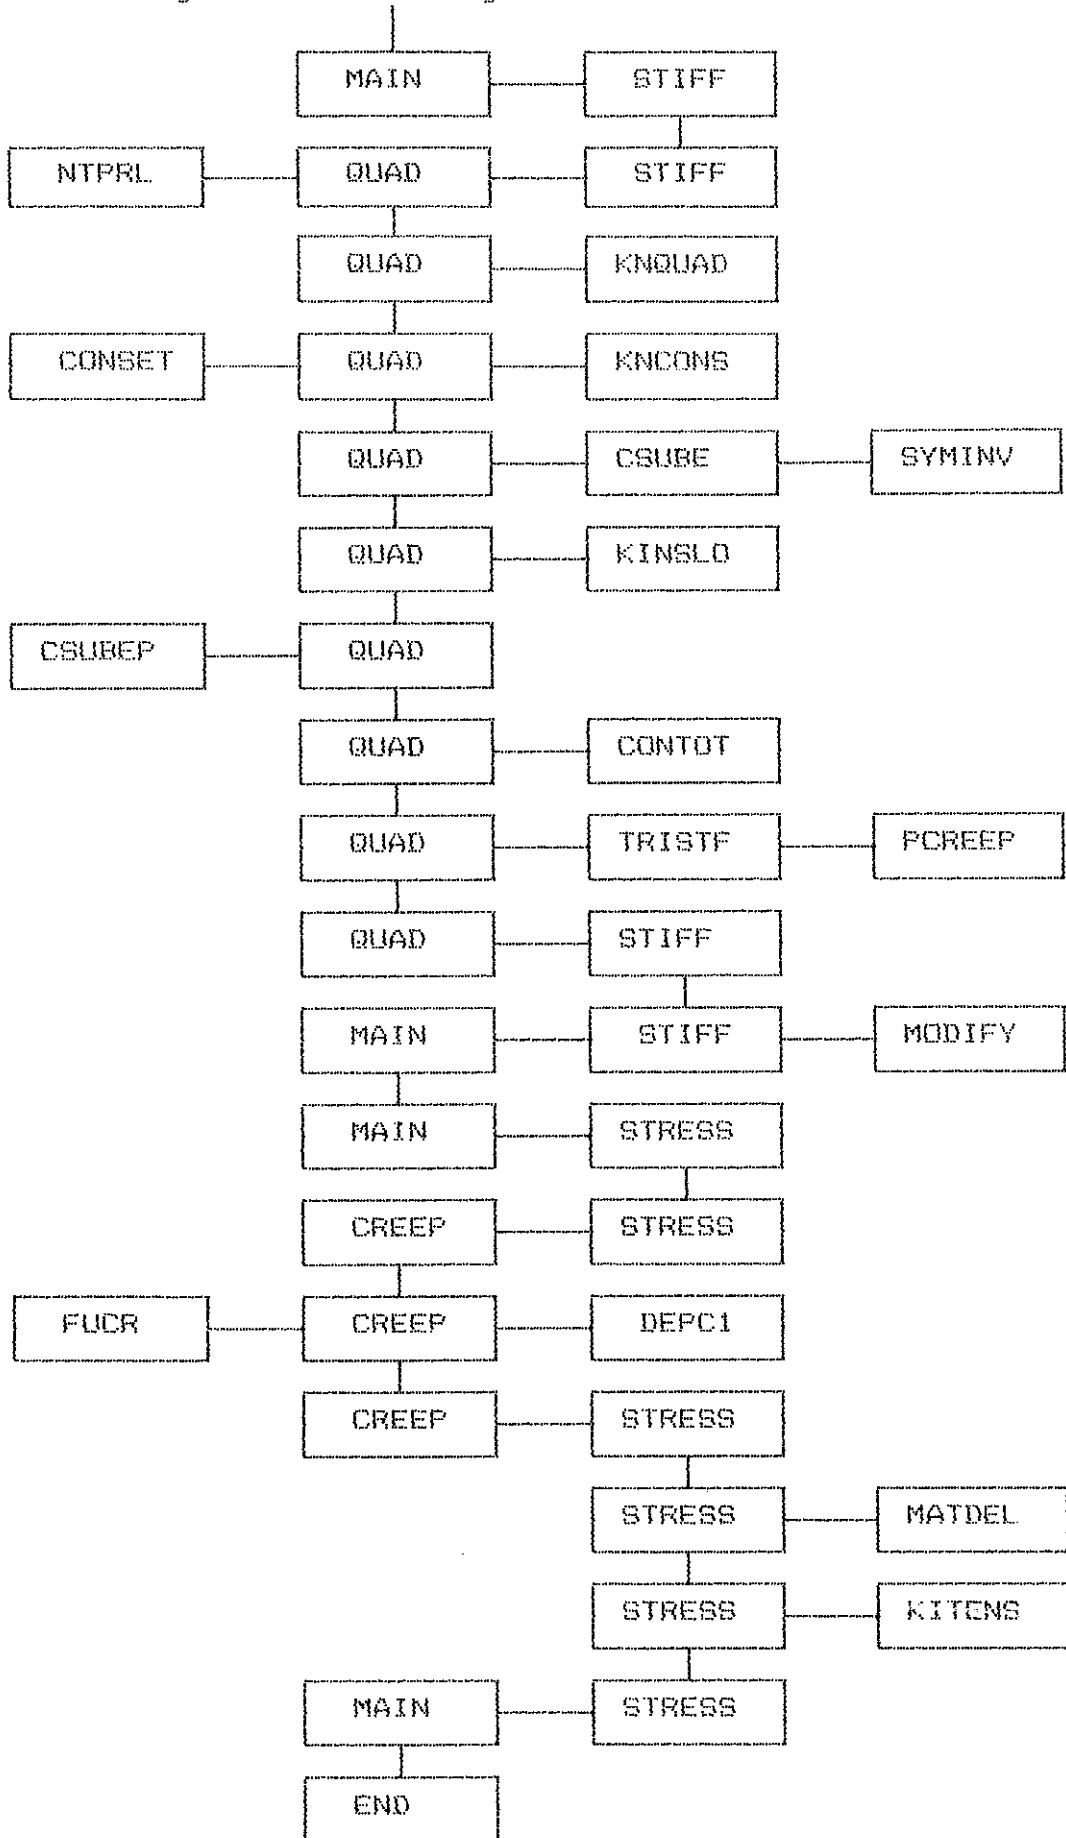 MAIN STIFF
NTPRL QUAD STIFF
QUAD KNQUAD
CONSET QUAD KNCONS
QUAD CSUBE SYMINV
QUAD KINSLO
CSUBEP QUAD
QUAD CONTOT
QUAD TRISTF PCREEP
QUAD STIFF
MAIN STIFF MODIFY
MAIN STRESS
CREEP STRESS
FUCR CREEP DEPC1
CREEP STRESS
STRESS MATDEL
STRESS KITENS
MAIN STRESS
END